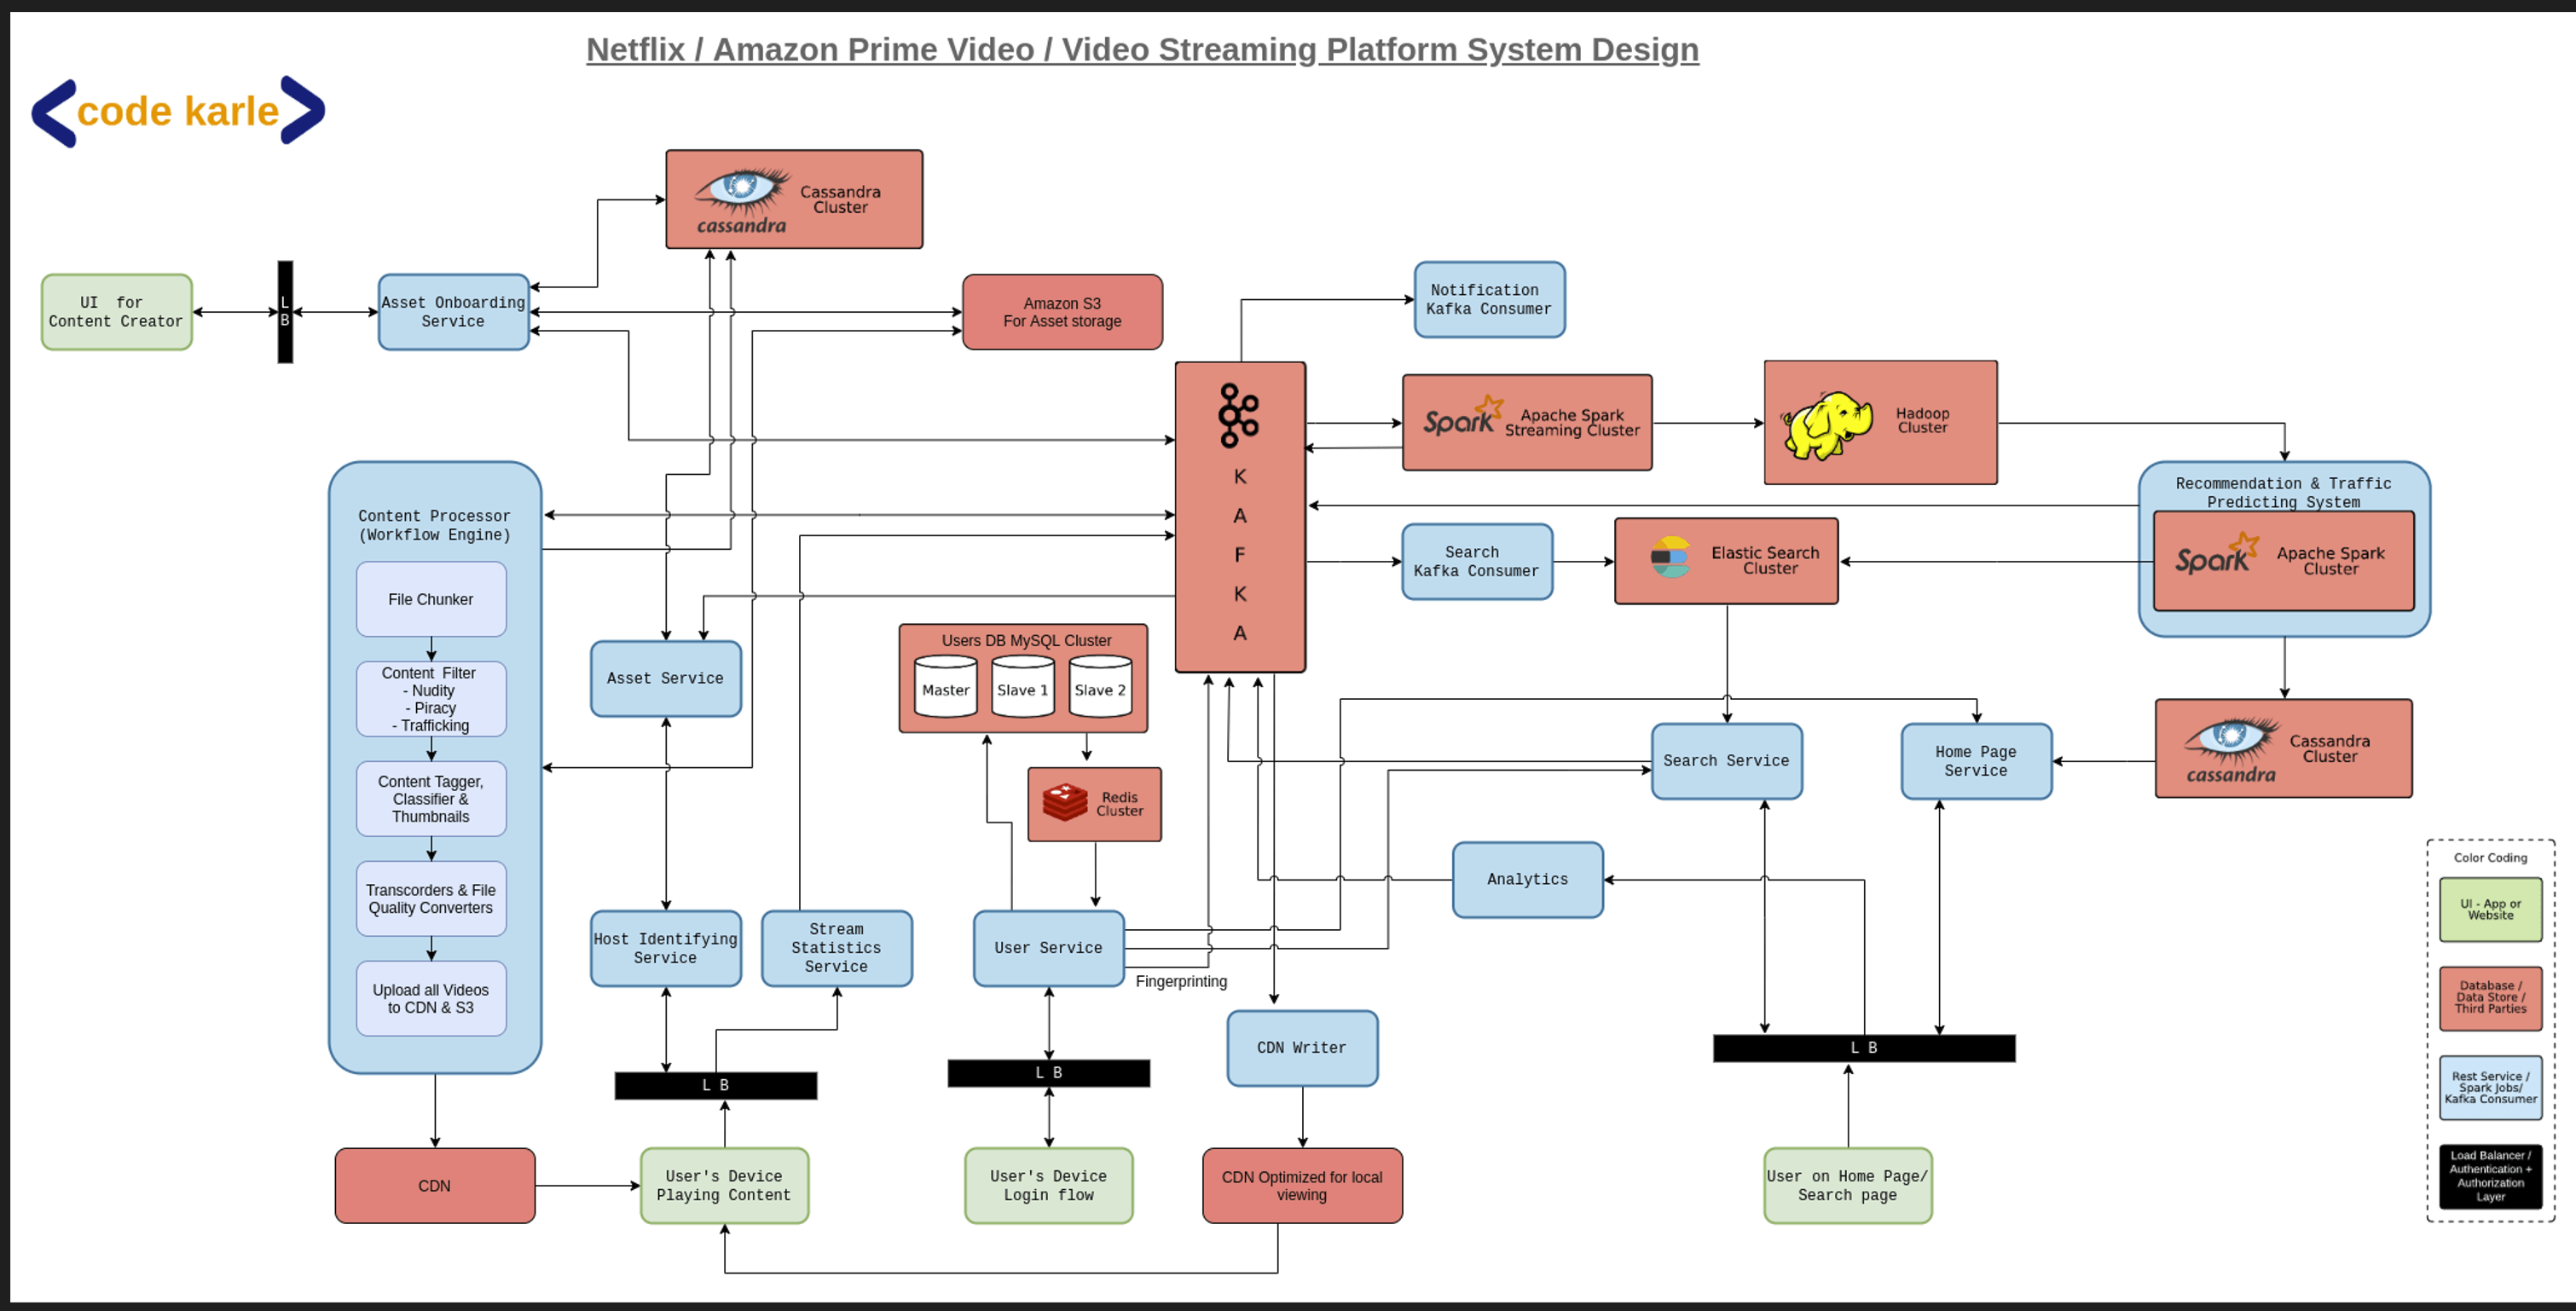 Netflix / Amazon Prime Video / Video Streaming Platform System Design
code karle
cassandra
Cassandra
Cluster
UI for
Content Creator
L
B
Asset Onboarding
Service
Amazon S3
For Asset storage
Notification
Kafka Consumer
K
A
F
K
A
Spark
Apache Spark
Streaming Cluster
Hadoop
Cluster
Recommendation & Traffic
Predicting System
Spark
Apache Spark
Cluster
Search
Kafka Consumer
Elastic Search
Cluster
Content Processor
(Workflow Engine)
File Chunker
Content Filter
- Nudity
- Piracy
- Trafficking
Content Tagger,
Classifier &
Thumbnails
Transcorders & File
Quality Converters
Upload all Videos
to CDN & S3
Asset Service
Users DB MySQL Cluster
Master
Slave 1
Slave 2
Redis
Cluster
Search Service
Home Page
Service
cassandra
Cassandra
Cluster
Analytics
Host Identifying
Service
Stream
Statistics
Service
User Service
Fingerprinting
CDN Writer
L B
L B
L B
CDN
User's Device
Playing Content
User's Device
Login flow
CDN Optimized for local
viewing
User on Home Page/
Search page
Color Coding
UI - App or
Website
Database /
Data Store /
Third Parties
Rest Service /
Spark Jobs/
Kafka Consumer
Load Balancer /
Authentication +
Authorization
Layer